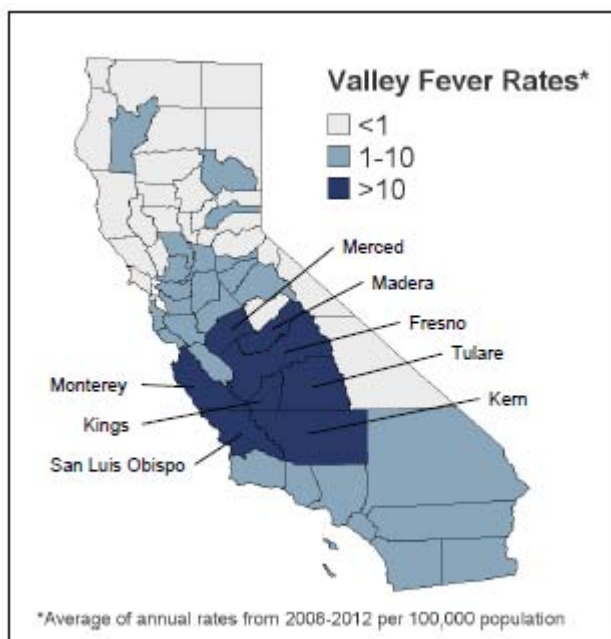 Valley Fever Rates*
<1
1-10
>10
Merced
Madera
Fresno
Tulare
Monterey
Kern
Kings
San Luis Obispo
*Average of annual rates from 2008-2012 per 100,000 population